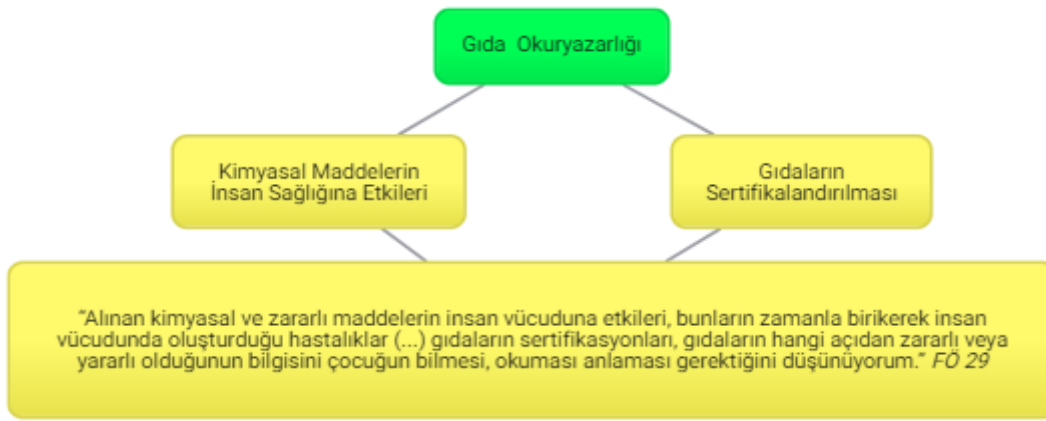 Gıda Okuryazarlığı
Kimyasal Maddelerin
İnsan Sağlığına Etkileri
Gıdaların
Sertifikalandırılması
“Alınan kimyasal ve zararlı maddelerin insan vücuduna etkileri, bunların zamanla birikerek insan
vücudunda oluşturduğu hastalıklar (...) gıdaların sertifikasyonları, gıdaların hangi açıdan zararlı veya
yararlı olduğunun bilgisini çocuğun bilmesi, okuması anlaması gerektiğini düşünüyorum.” FÖ 29